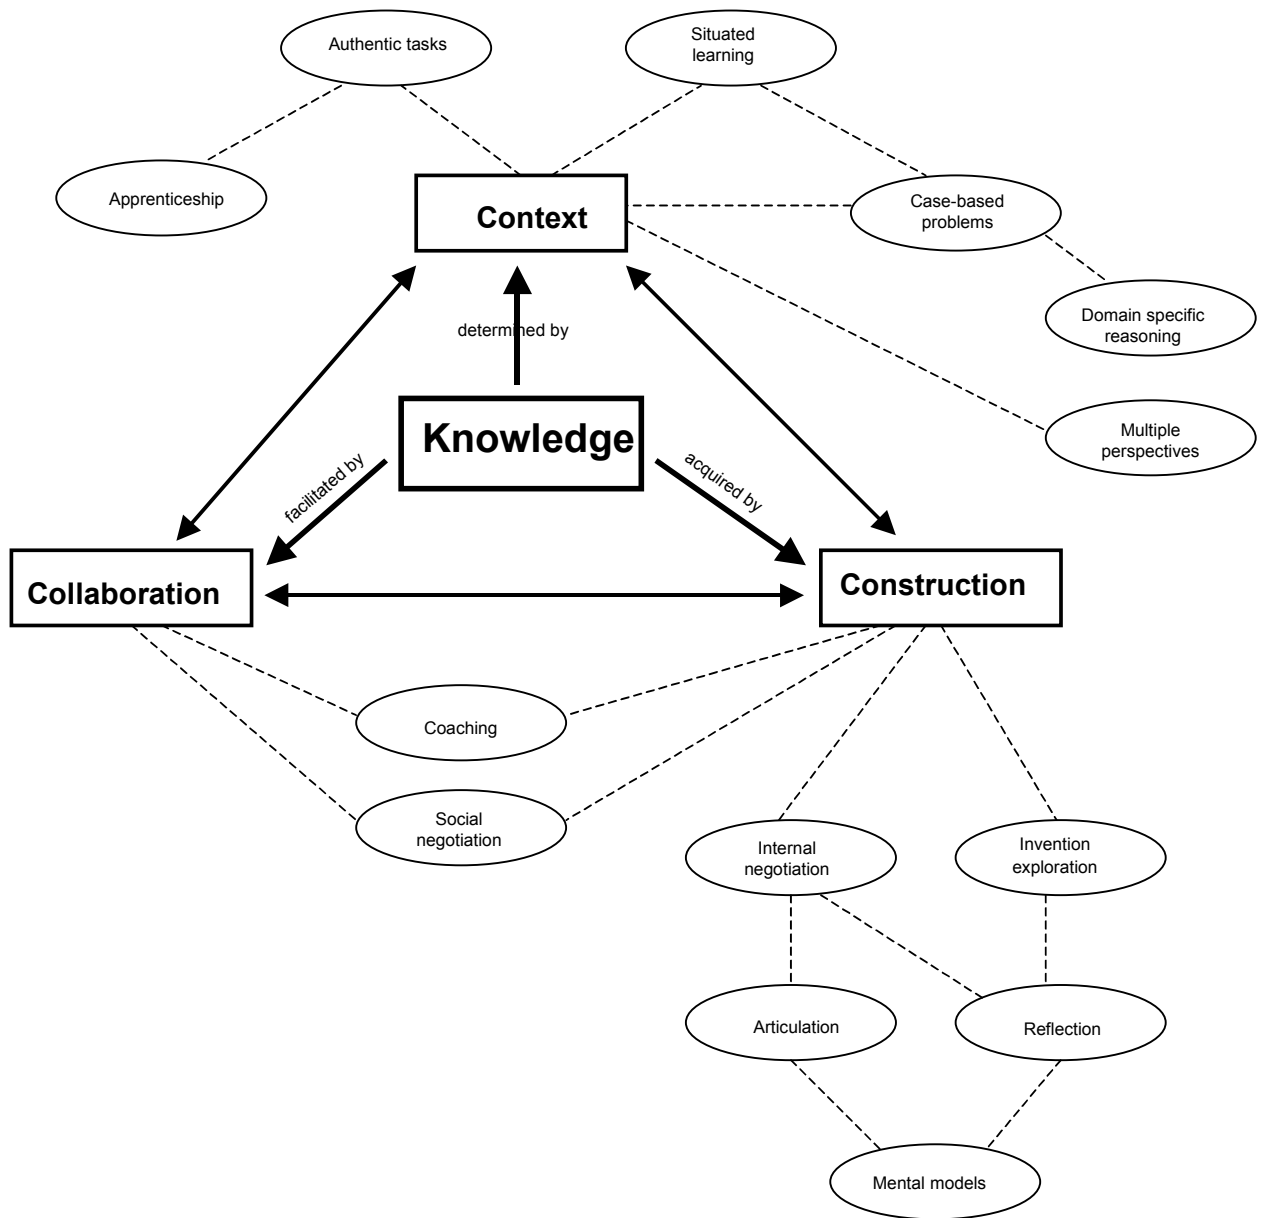 Authentic tasks
Situated
learning
Apprenticeship
Case-based
problems
Context
Domain specific
reasoning
determined by
Knowledge
Multiple
perspectives
facilitated by
acquired by
Collaboration
Construction
Coaching
Social
negotiation
Internal
negotiation
Invention
exploration
Articulation
Reflection
Mental models